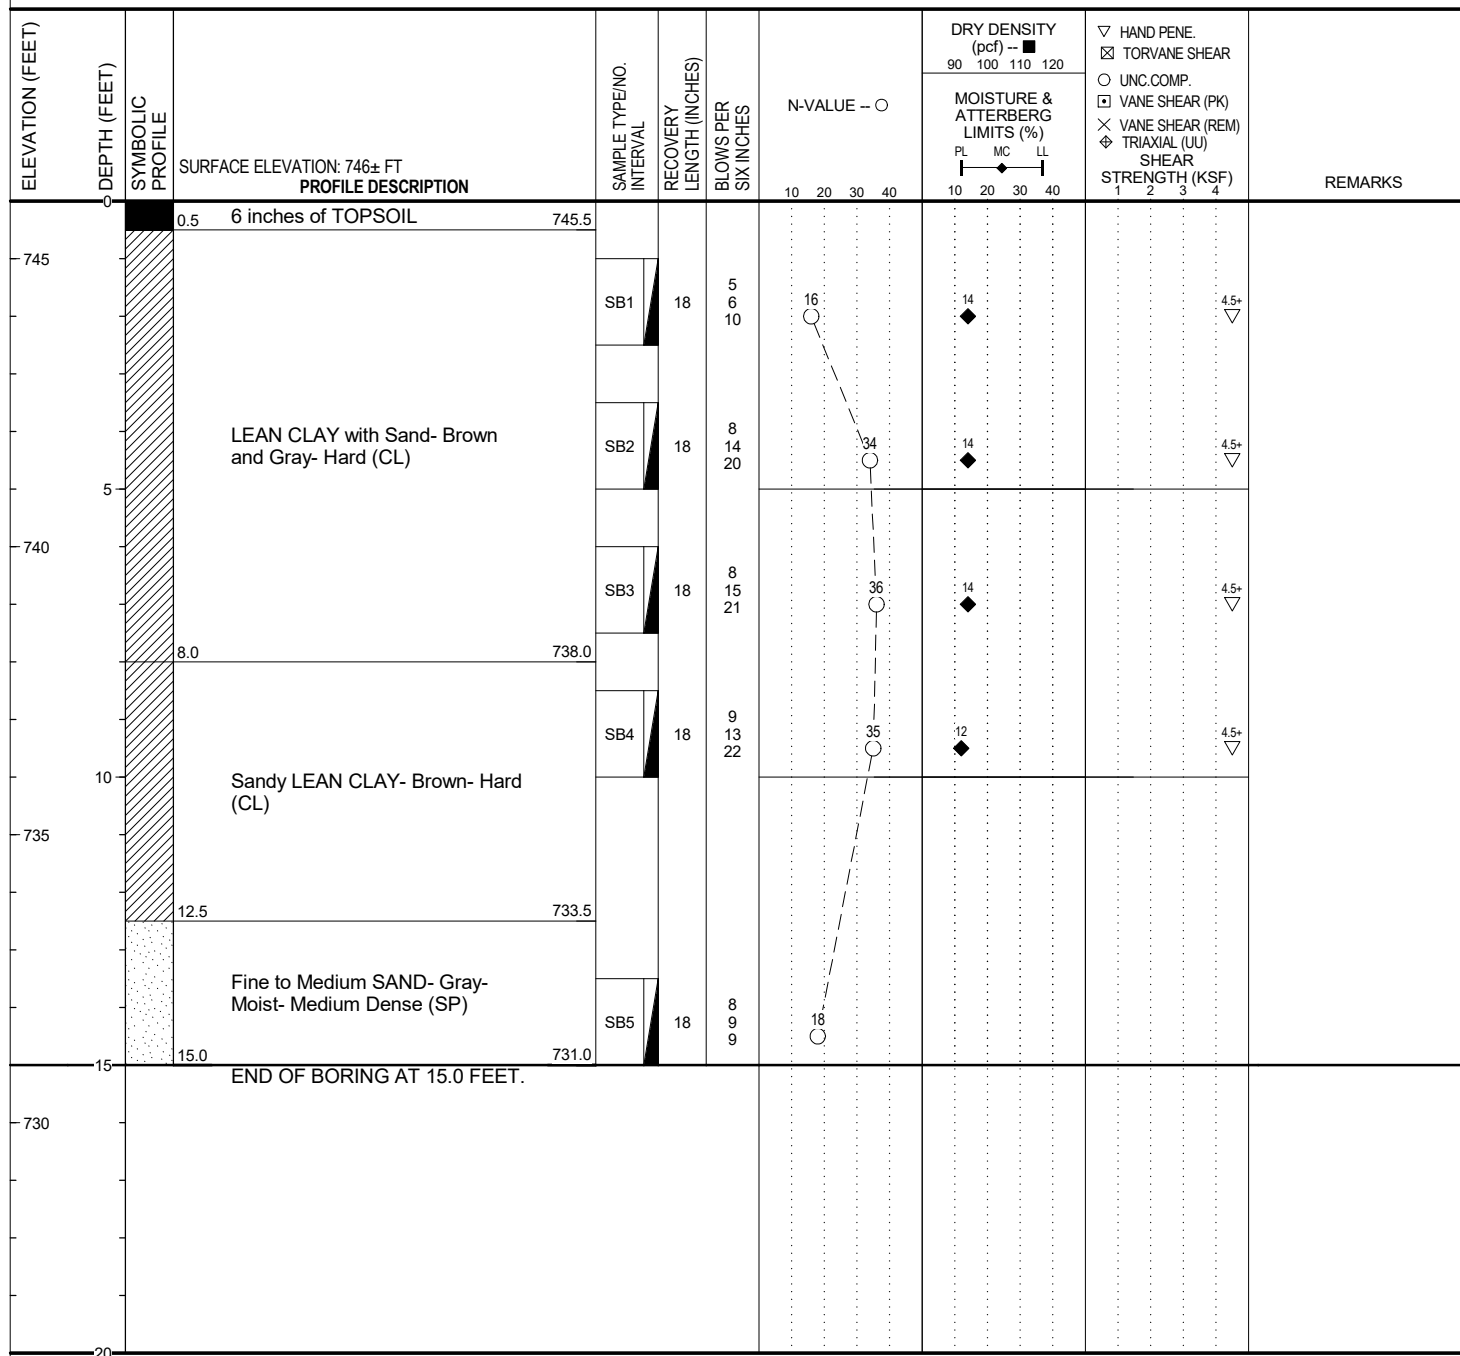 ELEVATION (FEET)
DEPTH (FEET)
SYMBOLIC
PROFILE
SURFACE ELEVATION: 746± FT
PROFILE DESCRIPTION
SAMPLE TYPE/NO.
INTERVAL
RECOVERY
LENGTH (INCHES)
BLOWS PER
SIX INCHES
N-VALUE -- ○
10 20 30 40
DRY DENSITY
(pcf) -- ■
90 100 110 120
MOISTURE &
ATTERBERG
LIMITS (%)
PL MC LL
10 20 30 40
▽ HAND PENE.
⊠ TORVANE SHEAR
○ UNC.COMP.
⊡ VANE SHEAR (PK)
× VANE SHEAR (REM)
TRIAXIAL (UU)
SHEAR
STRENGTH (KSF)
1 2 3 4
REMARKS
0
0.5 6 inches of TOPSOIL 745.5
745
SB1 18
5
6
10
16
14
4.5+
LEAN CLAY with Sand- Brown
and Gray- Hard (CL)
SB2 18
8
14
20
34
14
4.5+
5
740
SB3 18
8
15
21
36
14
4.5+
8.0 738.0
SB4 18
9
13
22
35
12
4.5+
10
Sandy LEAN CLAY- Brown- Hard
(CL)
735
12.5 733.5
Fine to Medium SAND- Gray-
Moist- Medium Dense (SP)
SB5 18
8
9
9
18
15.0 731.0
15
END OF BORING AT 15.0 FEET.
730
20